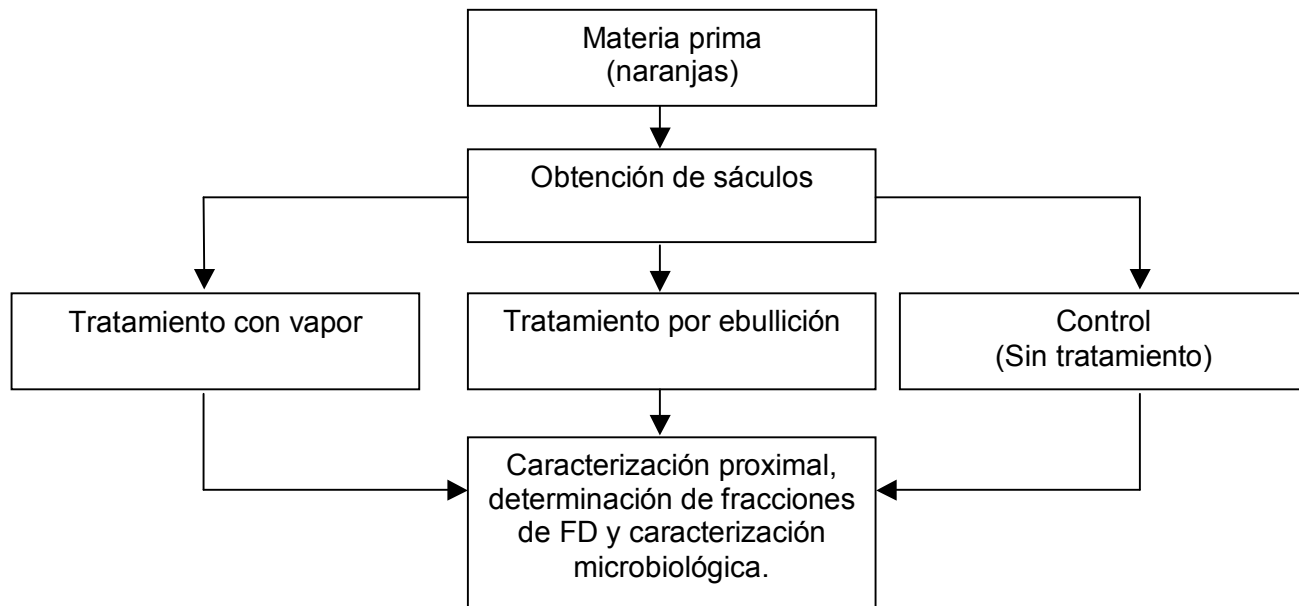 Materia prima
(naranjas)
Obtención de sáculos
Tratamiento con vapor
Tratamiento por ebullición
Control
(Sin tratamiento)
Caracterización proximal,
determinación de fracciones
de FD y caracterización
microbiológica.